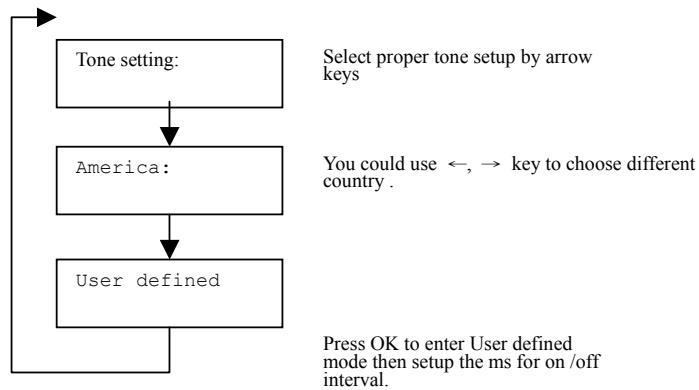 Tone setting:
Select proper tone setup by arrow
keys
America:
You could use ←, → key to choose different
country .
User defined
Press OK to enter User defined
mode then setup the ms for on /off
interval.